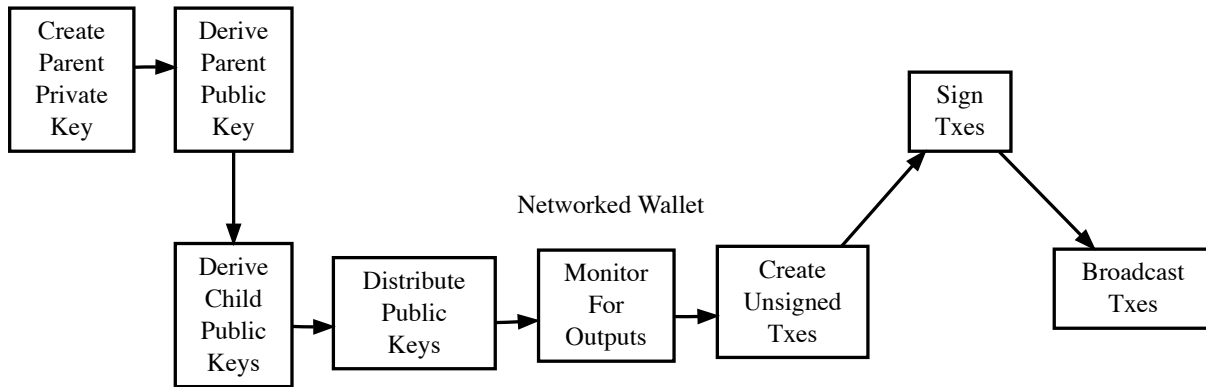 Create
Parent
Private
Key
Derive
Parent
Public
Key
Sign
Txes
Networked Wallet
Derive
Child
Public
Keys
Distribute
Public
Keys
Monitor
For
Outputs
Create
Unsigned
Txes
Broadcast
Txes